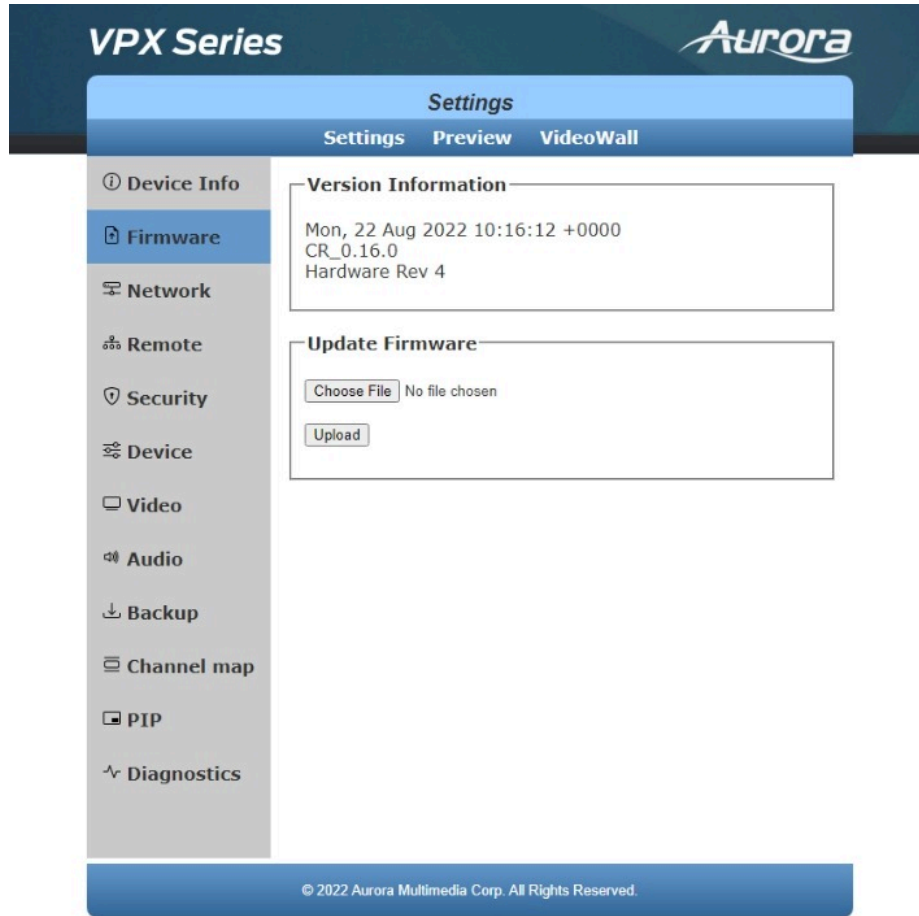 VPX Series
Aurora
Settings
Settings Preview VideoWall
Device Info
Firmware
Network
Remote
Security
Device
Video
Audio
Backup
Channel map
PIP
Diagnostics
Version Information
Mon, 22 Aug 2022 10:16:12 +0000
CR_0.16.0
Hardware Rev 4
Update Firmware
Choose File No file chosen
Upload
© 2022 Aurora Multimedia Corp. All Rights Reserved.